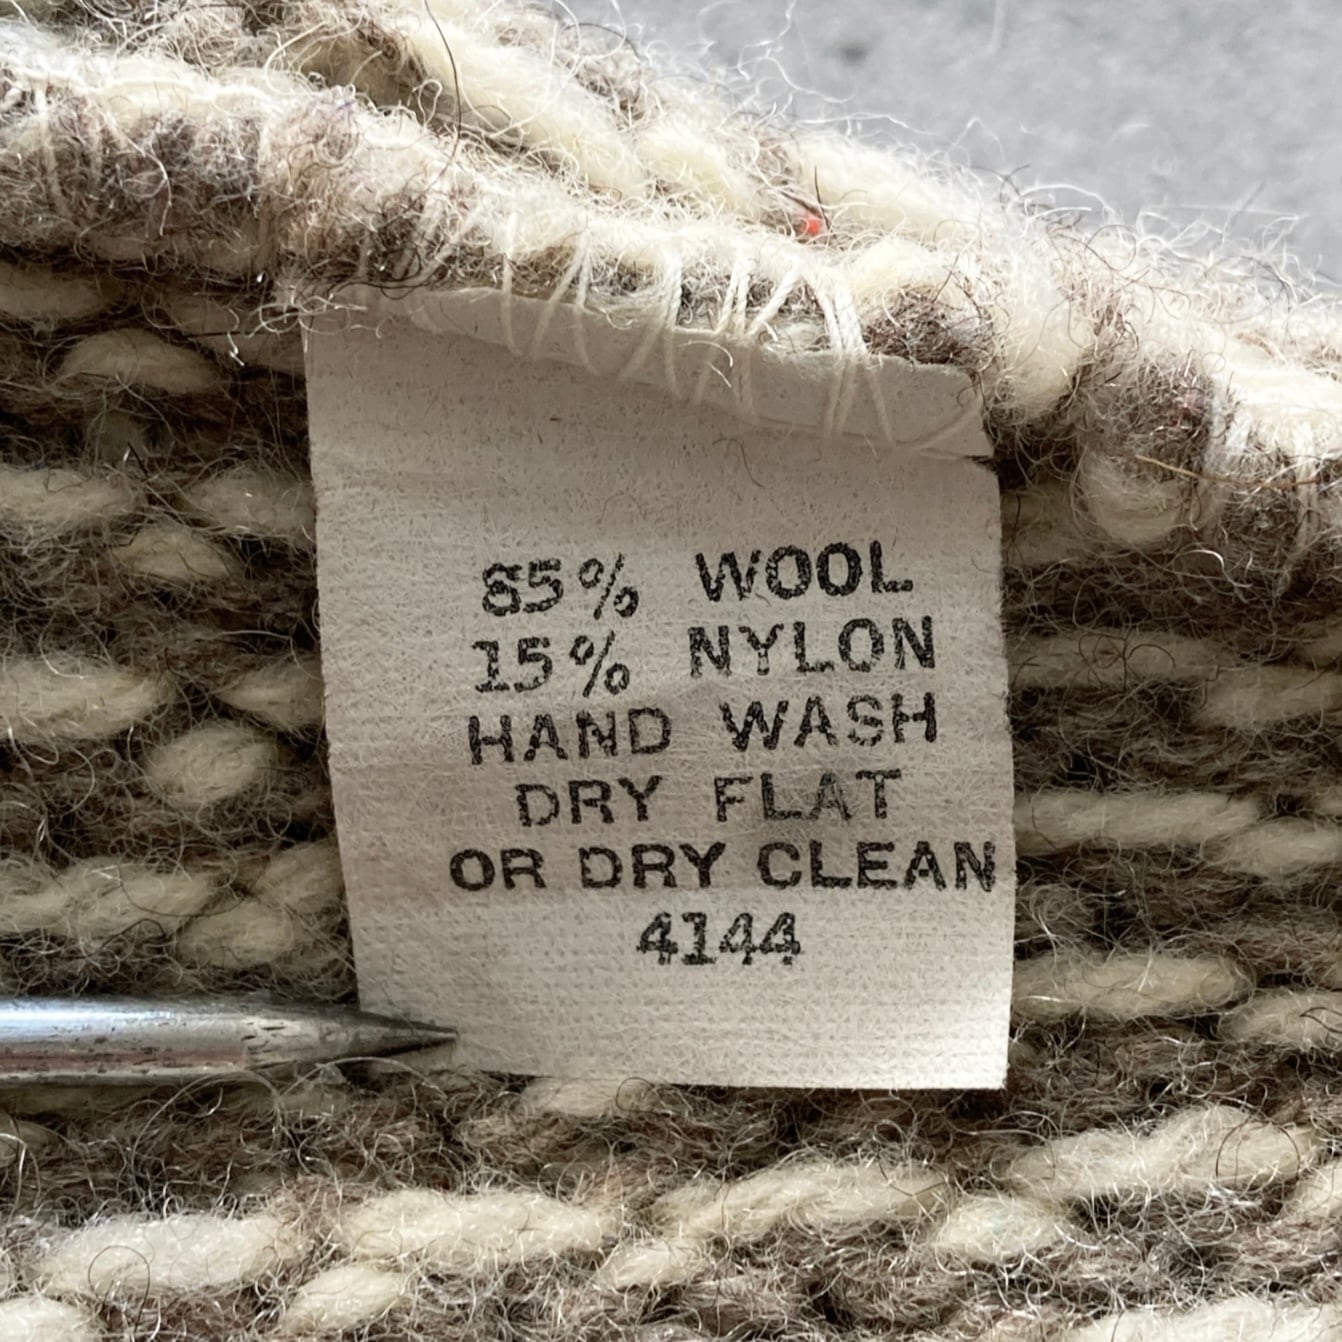 85% WOOL
15% NYLON
HAND WASH
DRY FLAT
OR DRY CLEAN
4144